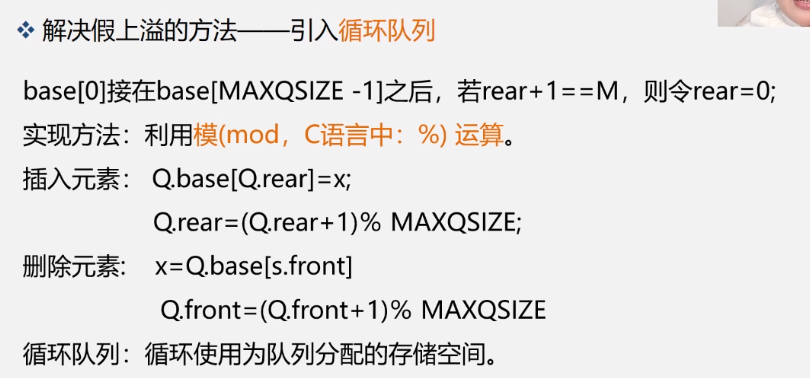 ❖ 解决假上溢的方法——引入循环队列
base[0]接在base[MAXQSIZE -1]之后，若rear+1==M，则令rear=0;
实现方法：利用模(mod，C语言中：%) 运算。
插入元素： Q.base[Q.rear]=x;
Q.rear=(Q.rear+1)% MAXQSIZE;
删除元素: x=Q.base[s.front]
Q.front=(Q.front+1)% MAXQSIZE
循环队列：循环使用为队列分配的存储空间。